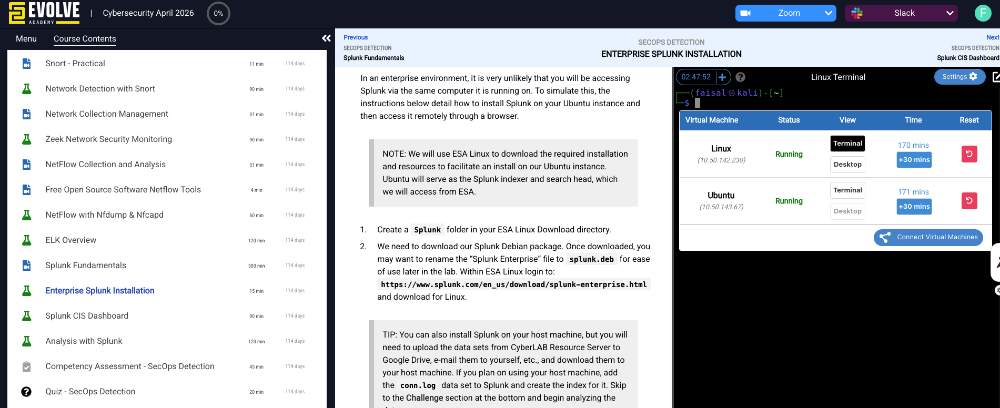 EVOLVE
ACADEMY
| Cybersecurity April 2026
0%
Zoom
Slack
F
Menu
Course Contents
Snort - Practical 11 min 114 days
Network Detection with Snort 90 min 114 days
Network Collection Management 31 min 114 days
Zeek Network Security Monitoring 90 min 114 days
NetFlow Collection and Analysis 31 min 114 days
Free Open Source Software Netflow Tools 4 min 114 days
NetFlow with Nfdump & Nfcapd 60 min 114 days
ELK Overview 120 min 114 days
Splunk Fundamentals 300 min 114 days
Enterprise Splunk Installation 15 min 114 days
Splunk CIS Dashboard 90 min 114 days
Analysis with Splunk 120 min 114 days
Competency Assessment - SecOps Detection 45 min 114 days
Quiz - SecOps Detection 20 min 114 days
Previous
SECOPS DETECTION
Splunk Fundamentals
SECOPS DETECTION
ENTERPRISE SPLUNK INSTALLATION
Next
SECOPS DETECTION
Splunk CIS Dashboard
In an enterprise environment, it is very unlikely that you will be accessing
Splunk via the same computer it is running on. To simulate this, the
instructions below detail how to install Splunk on your Ubuntu instance and
then access it remotely through a browser.
NOTE: We will use ESA Linux to download the required installation
and resources to facilitate an install on our Ubuntu instance.
Ubuntu will serve as the Splunk indexer and search head, which
we will access from ESA.
1. Create a Splunk folder in your ESA Linux Download directory.
2. We need to download our Splunk Debian package. Once downloaded, you
may want to rename the “Splunk Enterprise” file to splunk.deb for ease
of use later in the lab. Within ESA Linux login to:
https://www.splunk.com/en_us/download/splunk-enterprise.html
and download for Linux.
TIP: You can also install Splunk on your host machine, but you will
need to upload the data sets from CyberLAB Resource Server to
Google Drive, e-mail them to yourself, etc., and download them to
your host machine. If you plan on using your host machine, add
the conn.log data set to Splunk and create the index for it. Skip
to the Challenge section at the bottom and begin analyzing the
02:47:52 +
?
Linux Terminal
Settings
┌──(faisal㉿kali)-[~]
└─$
Virtual Machine Status View Time Reset
Linux
(10.50.142.230)
Running
Terminal
Desktop
170 mins
+30 mins
Ubuntu
(10.50.143.67)
Running
Terminal
Desktop
171 mins
+30 mins
Connect Virtual Machines